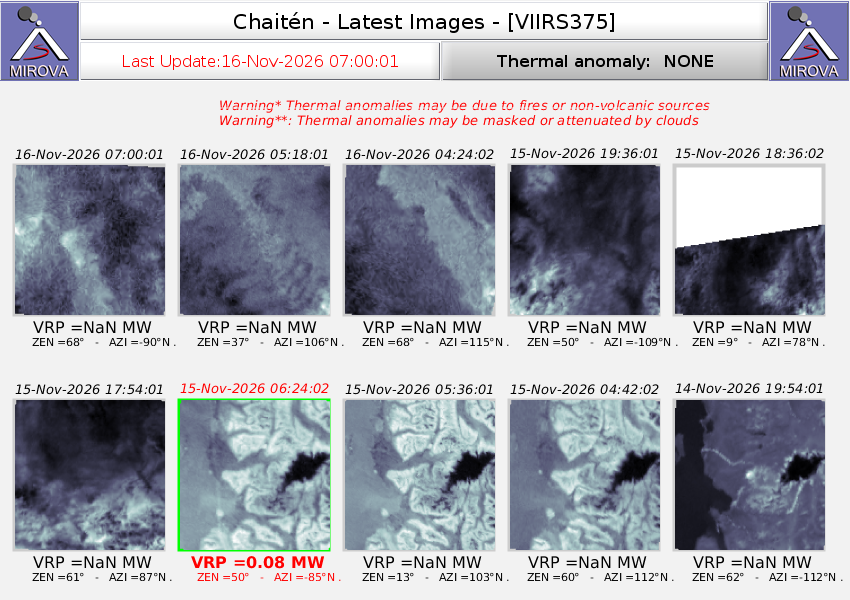 Chaitén - Latest Images - [VIIRS375]
MIROVA
Last Update:16-Nov-2026 07:00:01
Thermal anomaly: NONE
MIROVA
Warning* Thermal anomalies may be due to fires or non-volcanic sources
Warning**: Thermal anomalies may be masked or attenuated by clouds
16-Nov-2026 07:00:01
16-Nov-2026 05:18:01
16-Nov-2026 04:24:02
15-Nov-2026 19:36:01
15-Nov-2026 18:36:02
VRP =NaN MW
VRP =NaN MW
VRP =NaN MW
VRP =NaN MW
VRP =NaN MW
ZEN =68° - AZI =-90°N .
ZEN =37° - AZI =106°N .
ZEN =68° - AZI =115°N .
ZEN =50° - AZI =-109°N .
ZEN =9° - AZI =78°N .
15-Nov-2026 17:54:01
15-Nov-2026 06:24:02
15-Nov-2026 05:36:01
15-Nov-2026 04:42:02
14-Nov-2026 19:54:01
VRP =NaN MW
VRP =0.08 MW
VRP =NaN MW
VRP =NaN MW
VRP =NaN MW
ZEN =61° - AZI =87°N .
ZEN =50° - AZI =-85°N .
ZEN =13° - AZI =103°N .
ZEN =60° - AZI =112°N .
ZEN =62° - AZI =-112°N .